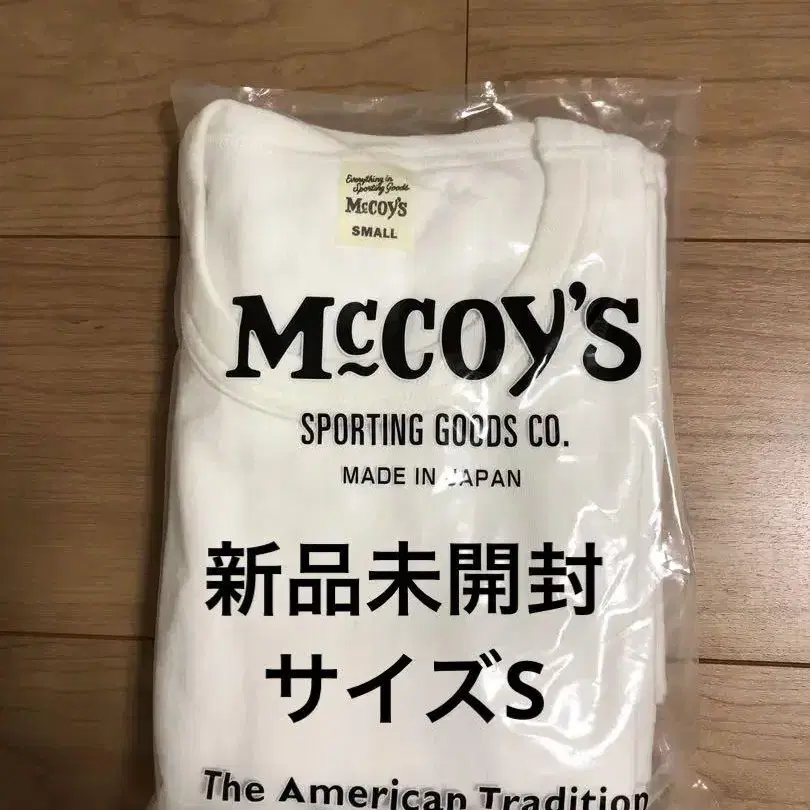 Everything in
Sporting Goods
McCOY'S
SMALL
McCOY'S
SPORTING GOODS CO.
MADE IN JAPAN
新品未開封
サイズS
The American Tradition